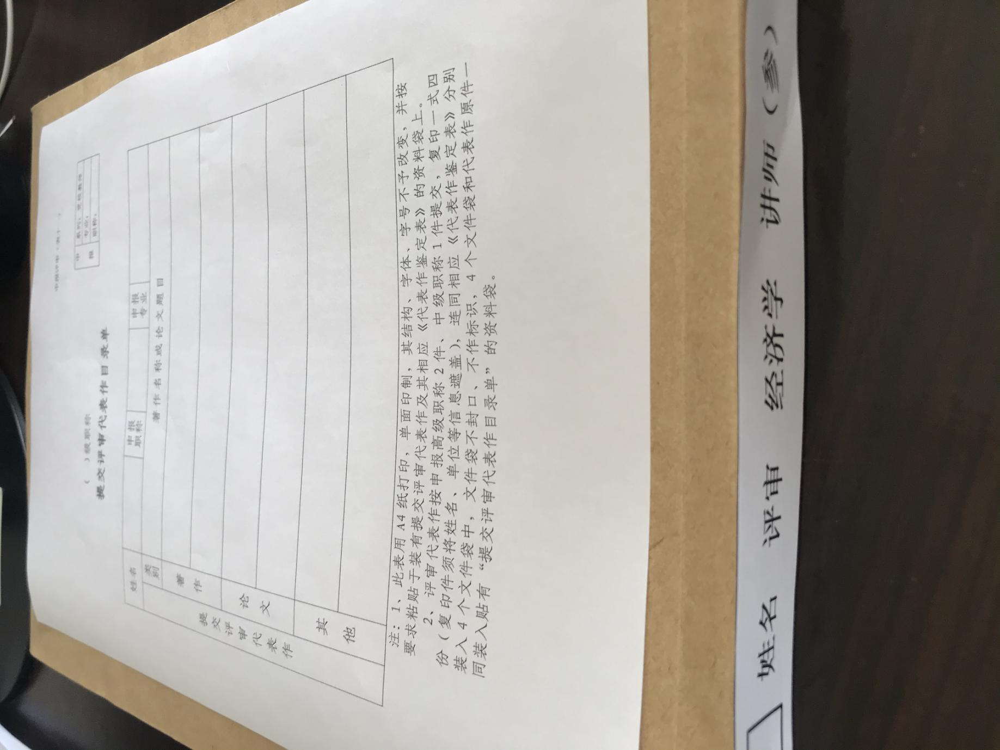 申 系列：党校教师
报 专业：
职称：
（ ）级职称
提交评审代表作目录单
姓名 申报职称 申报专业
类别 著作名称或论文题目
提交评审代表作
著作
论文
其他
注：1、此表用 A4 纸打印，单面印制，其结构、字体、字号不予改变，并按
要求粘贴于装有提交评审代表作及其相应《代表作鉴定表》的资料袋上。
2、评审代表作按申报高级职称 2 件、中级职称 1 件提交，复印一式四
份（复印件须将姓名、单位等信息遮盖），连同相应《代表作鉴定表》分别
装入 4 个文件袋中，文件袋不封口、不作标识，4 个文件袋和代表作原件一
同装入贴有“提交评审代表作目录单”的资料袋。
姓名 评审 经济学 讲师（参）